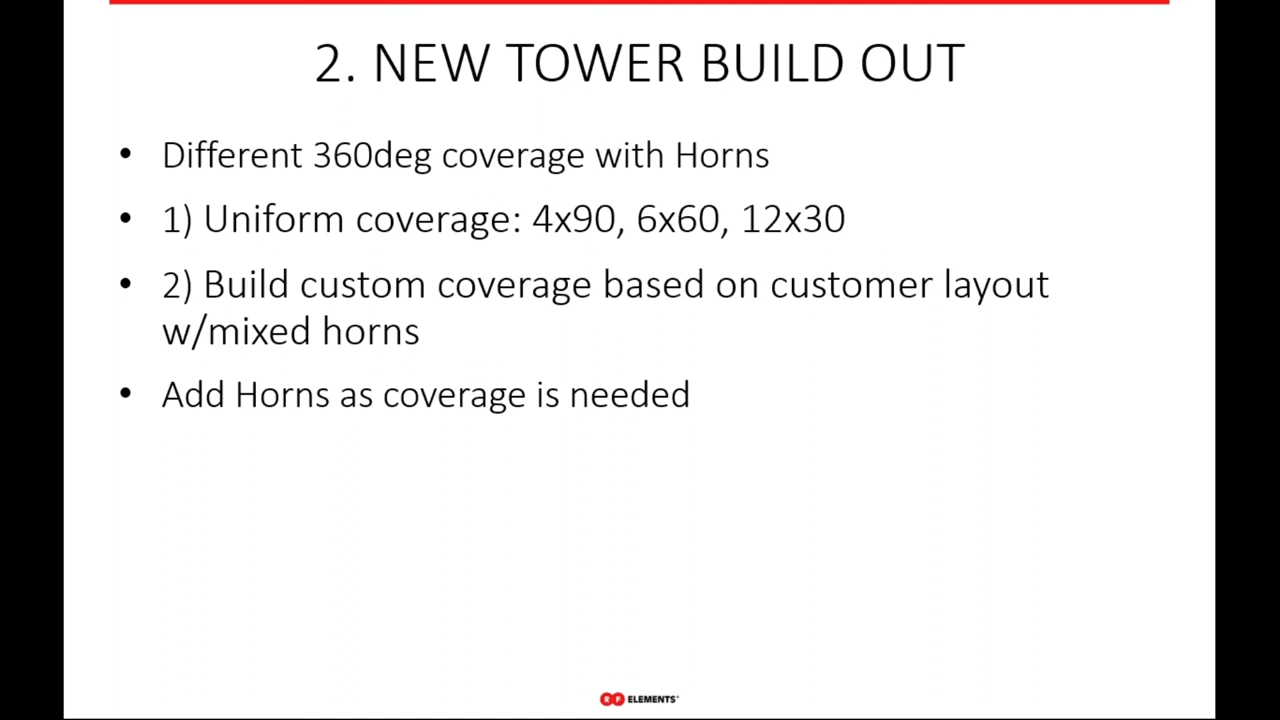 2. NEW TOWER BUILD OUT
• Different 360deg coverage with Horns
• 1) Uniform coverage: 4x90, 6x60, 12x30
• 2) Build custom coverage based on customer layout
w/mixed horns
• Add Horns as coverage is needed
RF ELEMENTS